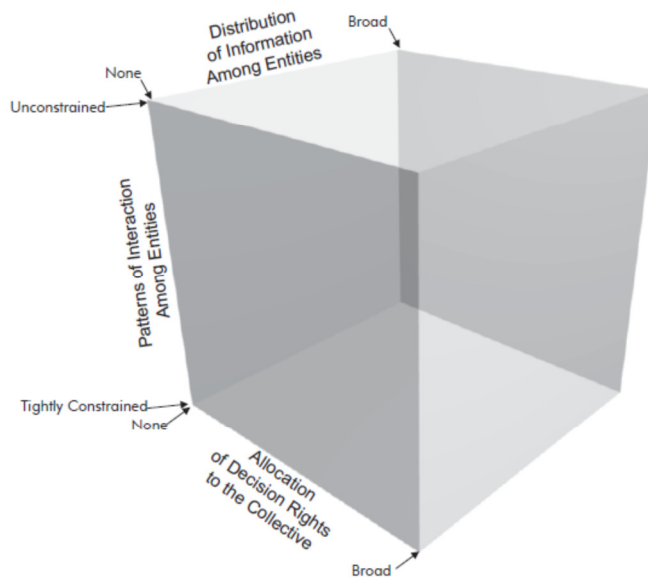 Distribution
of Information
Among Entities
Broad
None
Unconstrained
Patterns of Interaction
Among Entities
Tightly Constrained
None
Allocation
of Decision Rights
to the Collective
Broad